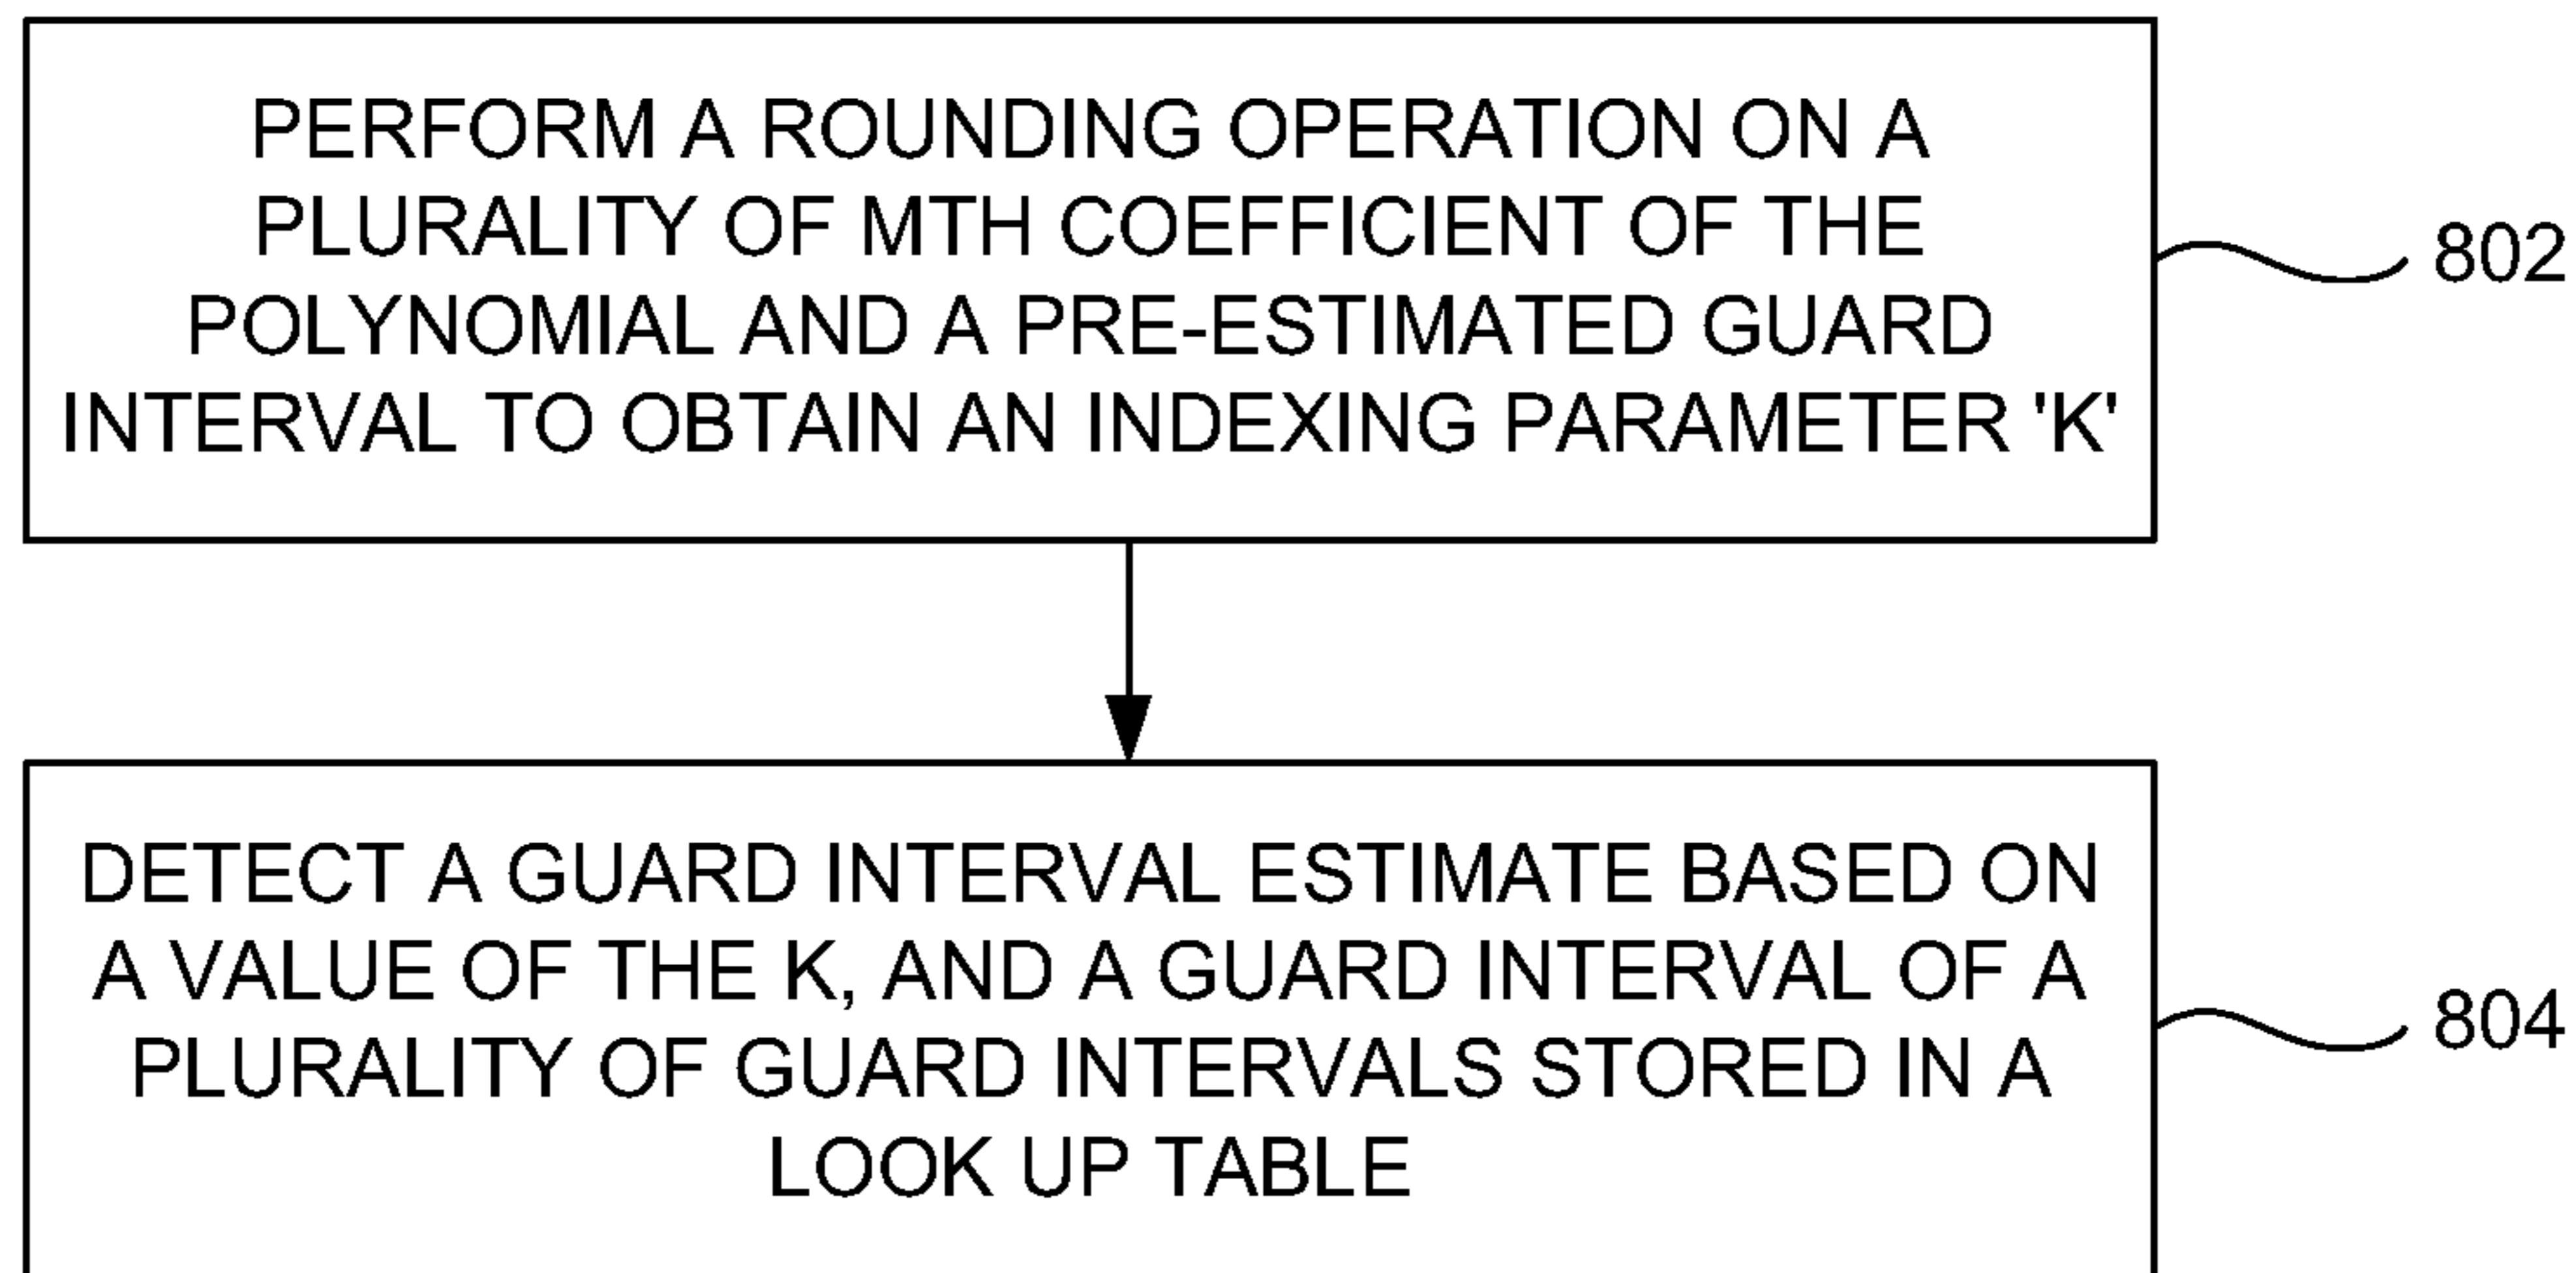 PERFORM A ROUNDING OPERATION ON A
PLURALITY OF MTH COEFFICIENT OF THE
POLYNOMIAL AND A PRE-ESTIMATED GUARD
INTERVAL TO OBTAIN AN INDEXING PARAMETER 'K'
802
DETECT A GUARD INTERVAL ESTIMATE BASED ON
A VALUE OF THE K, AND A GUARD INTERVAL OF A
PLURALITY OF GUARD INTERVALS STORED IN A
LOOK UP TABLE
804